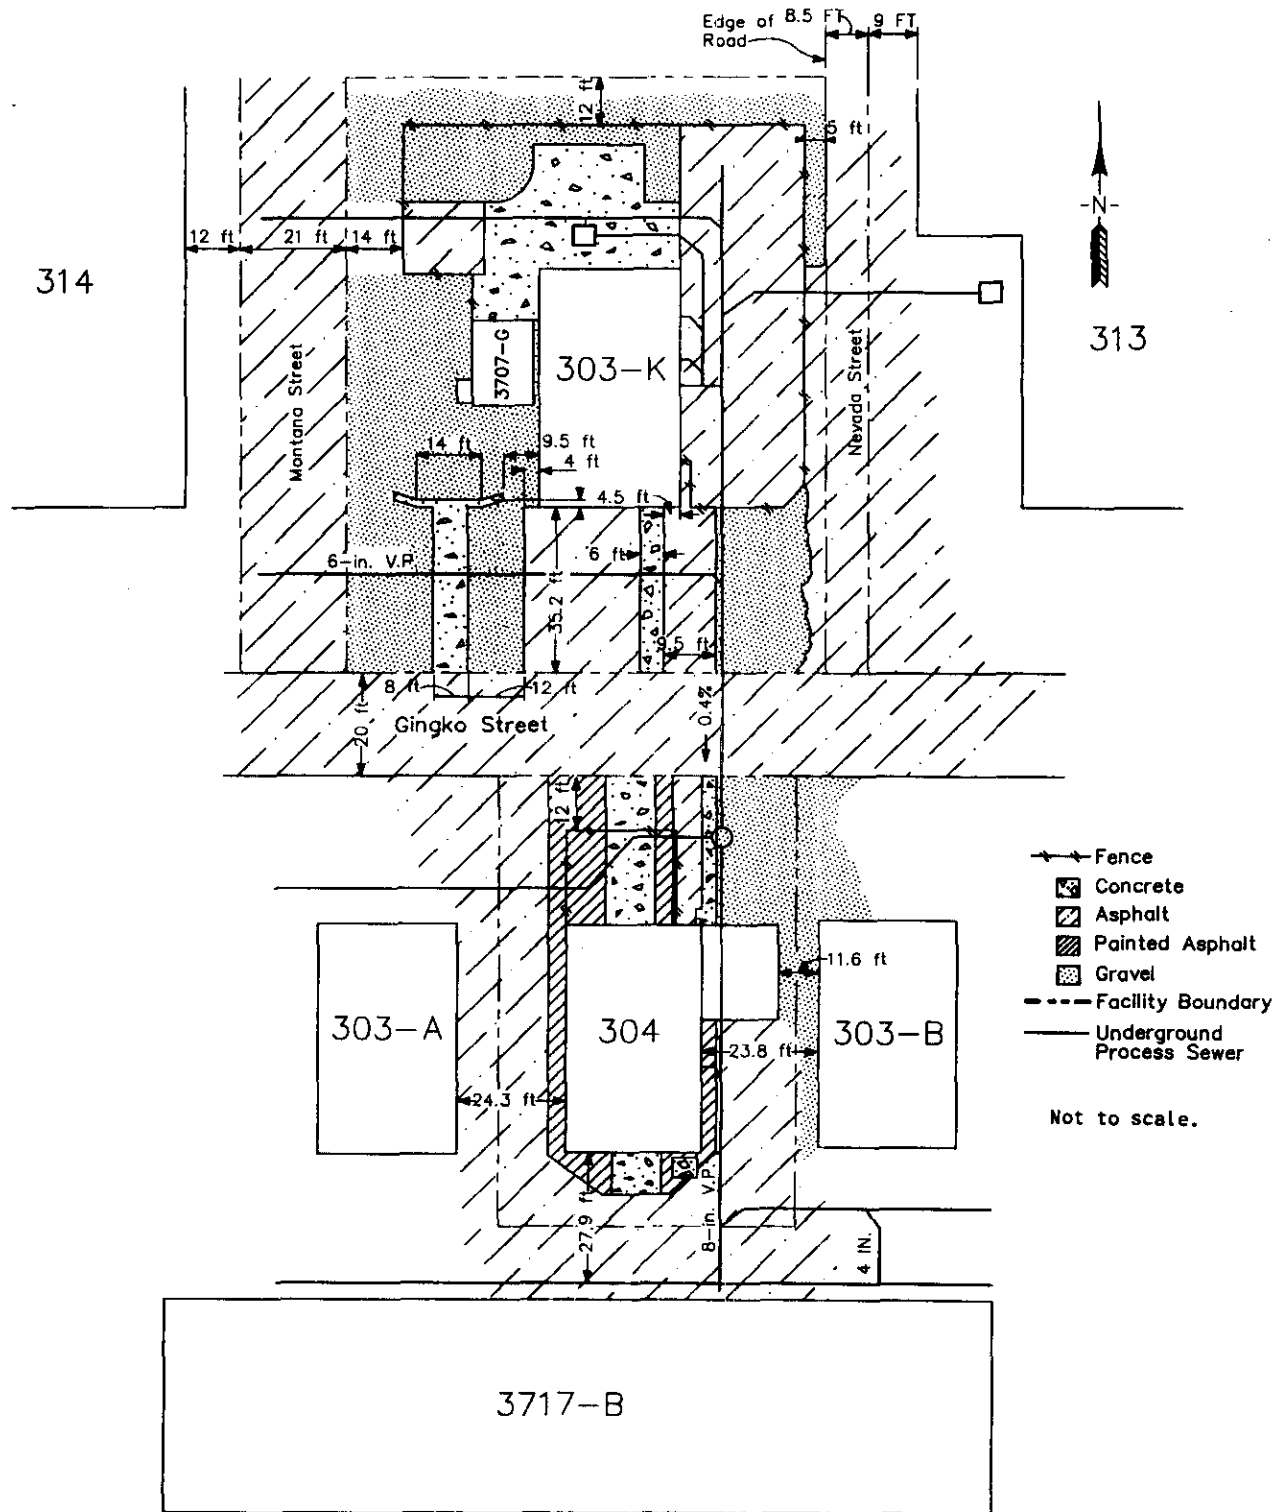 Edge of
Road
8.5 FT
9 FT
12 ft
5 ft
-N-
12 ft
21 ft
14 ft
314
313
Montana Street
3707-G
303-K
Nevada Street
14 ft
9.5 ft
4 ft
4.5 ft
6-in. V.P.
6 ft
35.2 ft
9.5 ft
8 ft
12 ft
20 ft
Gingko Street
0.4%
12 ft
Fence
Concrete
Asphalt
Painted Asphalt
Gravel
Facility Boundary
Underground
Process Sewer
11.6 ft
303-A
304
303-B
23.8 ft
24.3 ft
Not to scale.
27.9 ft
8-in. V.P.
4 IN.
3717-B